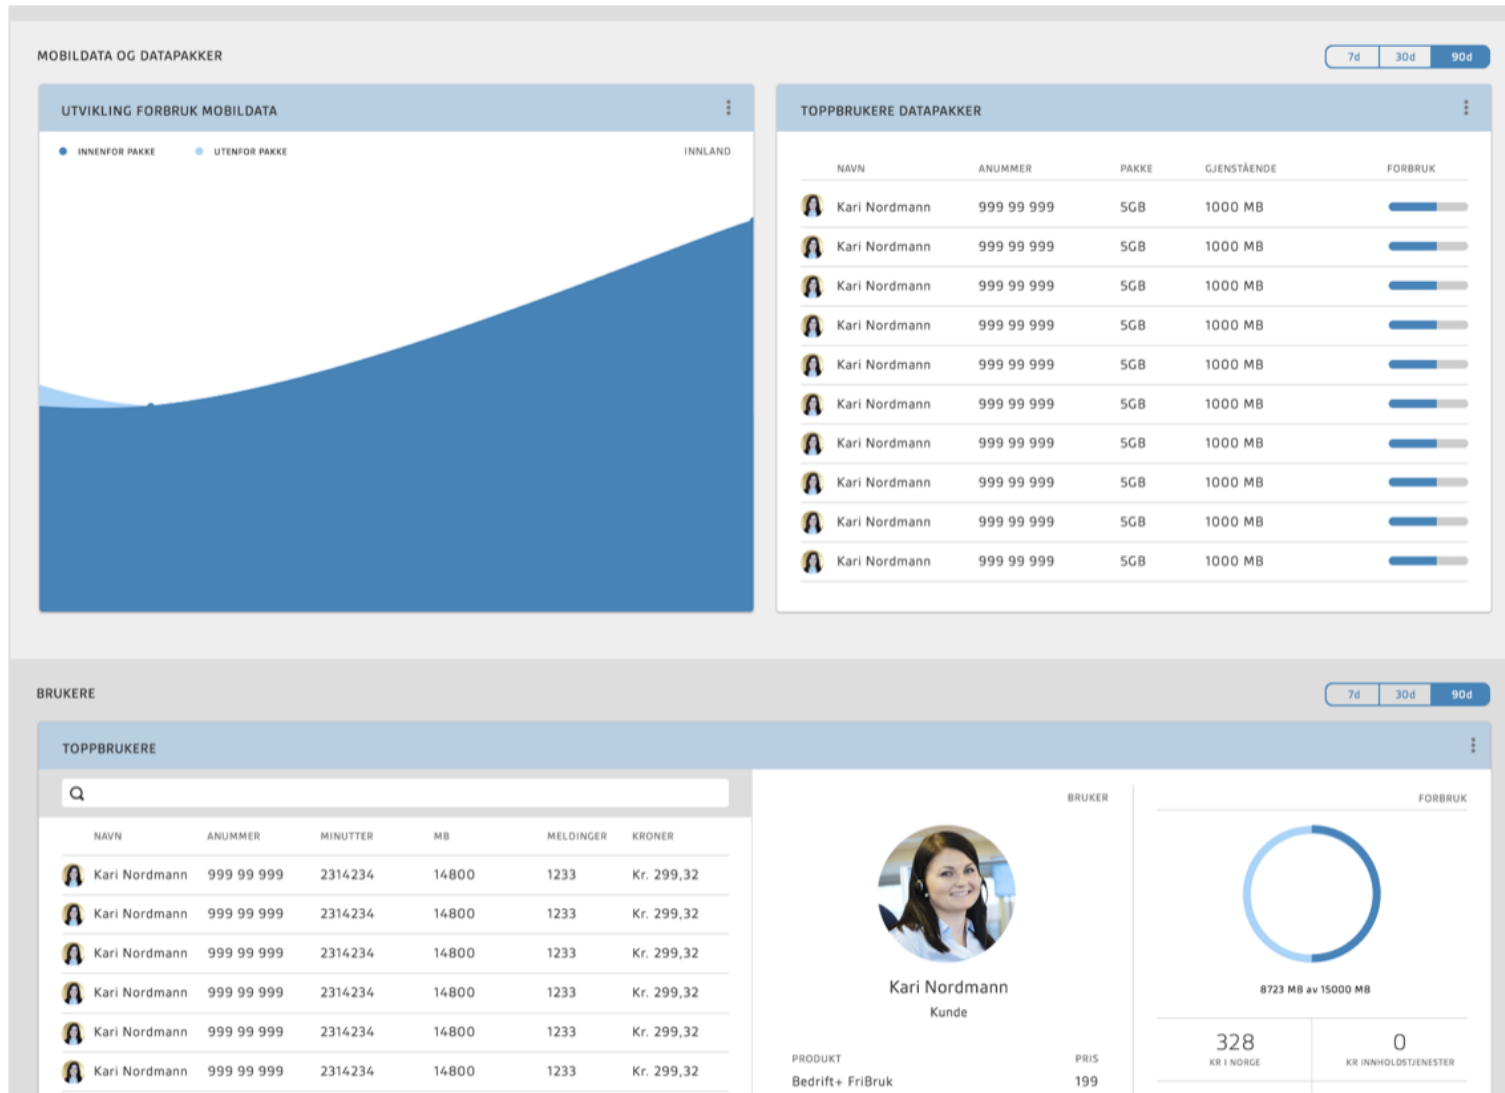 MOBILDATA OG DATAPAKKER
7d 30d 90d
UTVIKLING FORBRUK MOBILDATA
INNENFOR PAKKE UTENFOR PAKKE INNLAND
TOPPBRUKERE DATAPAKKER
NAVN ANUMMER PAKKE GJENSTÅENDE FORBRUK
Kari Nordmann 999 99 999 5GB 1000 MB
Kari Nordmann 999 99 999 5GB 1000 MB
Kari Nordmann 999 99 999 5GB 1000 MB
Kari Nordmann 999 99 999 5GB 1000 MB
Kari Nordmann 999 99 999 5GB 1000 MB
Kari Nordmann 999 99 999 5GB 1000 MB
Kari Nordmann 999 99 999 5GB 1000 MB
Kari Nordmann 999 99 999 5GB 1000 MB
Kari Nordmann 999 99 999 5GB 1000 MB
Kari Nordmann 999 99 999 5GB 1000 MB
BRUKERE
7d 30d 90d
TOPPBRUKERE
NAVN ANUMMER MINUTTER MB MELDINGER KRONER
Kari Nordmann 999 99 999 2314234 14800 1233 Kr. 299,32
Kari Nordmann 999 99 999 2314234 14800 1233 Kr. 299,32
Kari Nordmann 999 99 999 2314234 14800 1233 Kr. 299,32
Kari Nordmann 999 99 999 2314234 14800 1233 Kr. 299,32
Kari Nordmann 999 99 999 2314234 14800 1233 Kr. 299,32
Kari Nordmann 999 99 999 2314234 14800 1233 Kr. 299,32
BRUKER
Kari Nordmann
Kunde
PRODUKT PRIS
Bedrift+ FriBruk 199
FORBRUK
8723 MB av 15000 MB
328 0
KR I NORGE KR INNHOLDSTJENESTER